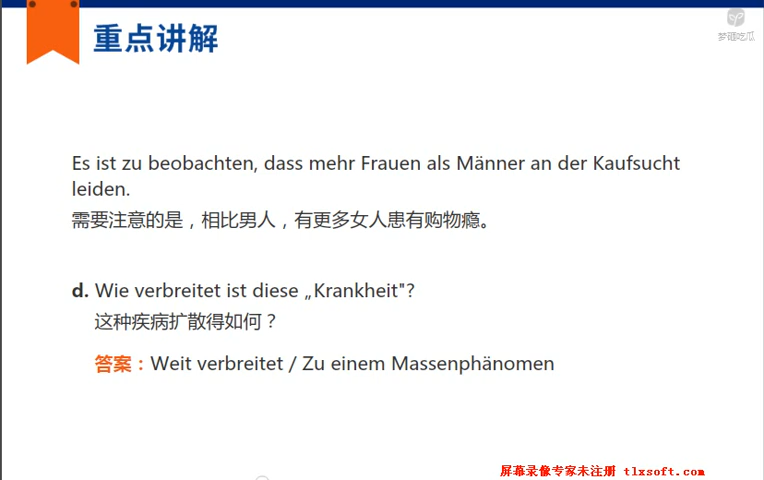 重点讲解
梦砸吃瓜
Es ist zu beobachten, dass mehr Frauen als Männer an der Kaufsucht
leiden.
需要注意的是，相比男人，有更多女人患有购物瘾。
d. Wie verbreitet ist diese „Krankheit"?
这种疾病扩散得如何？
答案：Weit verbreitet / Zu einem Massenphänomen
屏幕录像专家未注册 tlxsoft.com